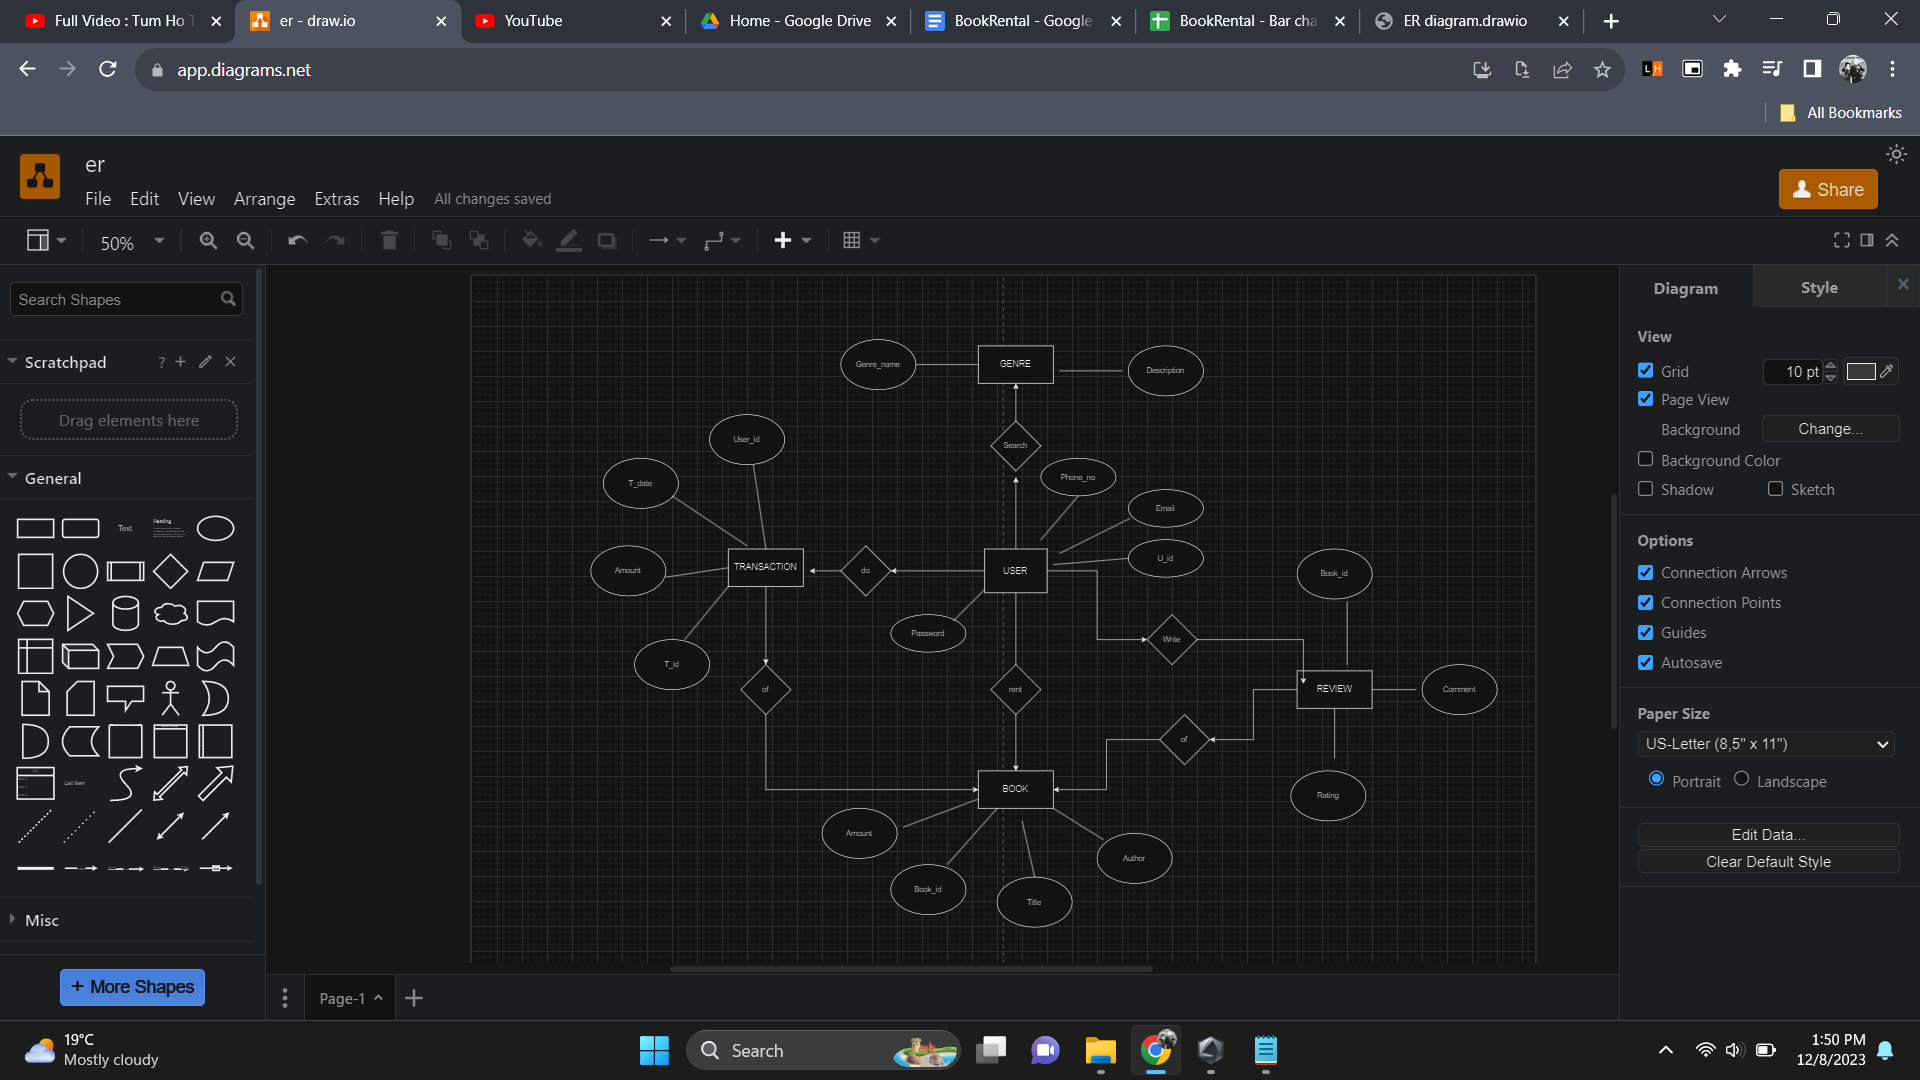 Full Video : Tum Ho T
er - draw.io
YouTube
Home - Google Drive
BookRental - Google
BookRental - Bar cha
ER diagram.drawio
app.diagrams.net
LH
All Bookmarks
er
File Edit View Arrange Extras Help All changes saved
Share
50%
Search Shapes
Scratchpad ?
Drag elements here
General
Text
Heading
List Item
Misc
+ More Shapes
Genre_name
GENRE
Description
User_id
Search
T_date
Phone_no
Email
Amount
TRANSACTION
do
USER
U_id
Book_id
Password
Write
T_id
of
rent
REVIEW
Comment
of
BOOK
Rating
Amount
Author
Book_id
Title
Page-1
Diagram Style
View
Grid 10 pt
Page View
Background Change...
Background Color
Shadow Sketch
Options
Connection Arrows
Connection Points
Guides
Autosave
Paper Size
US-Letter (8,5" x 11")
Portrait Landscape
Edit Data...
Clear Default Style
19°C
Mostly cloudy
Search
1:50 PM
12/8/2023